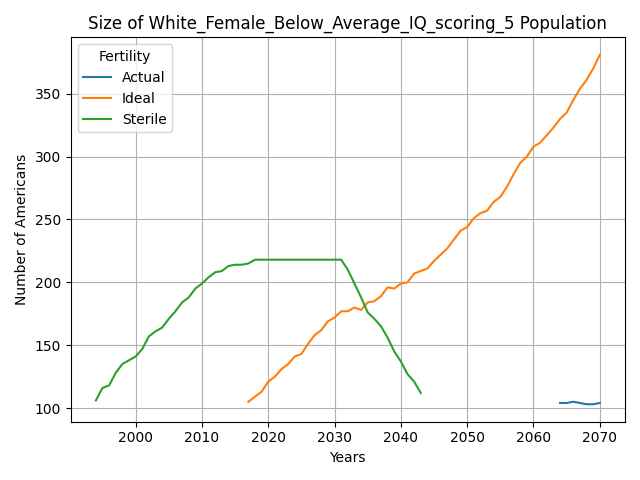 Size of White_Female_Below_Average_IQ_scoring_5 Population
Fertility
Actual
Ideal
Sterile
Number of Americans
350
300
250
200
150
100
2000 2010 2020 2030 2040 2050 2060 2070
Years